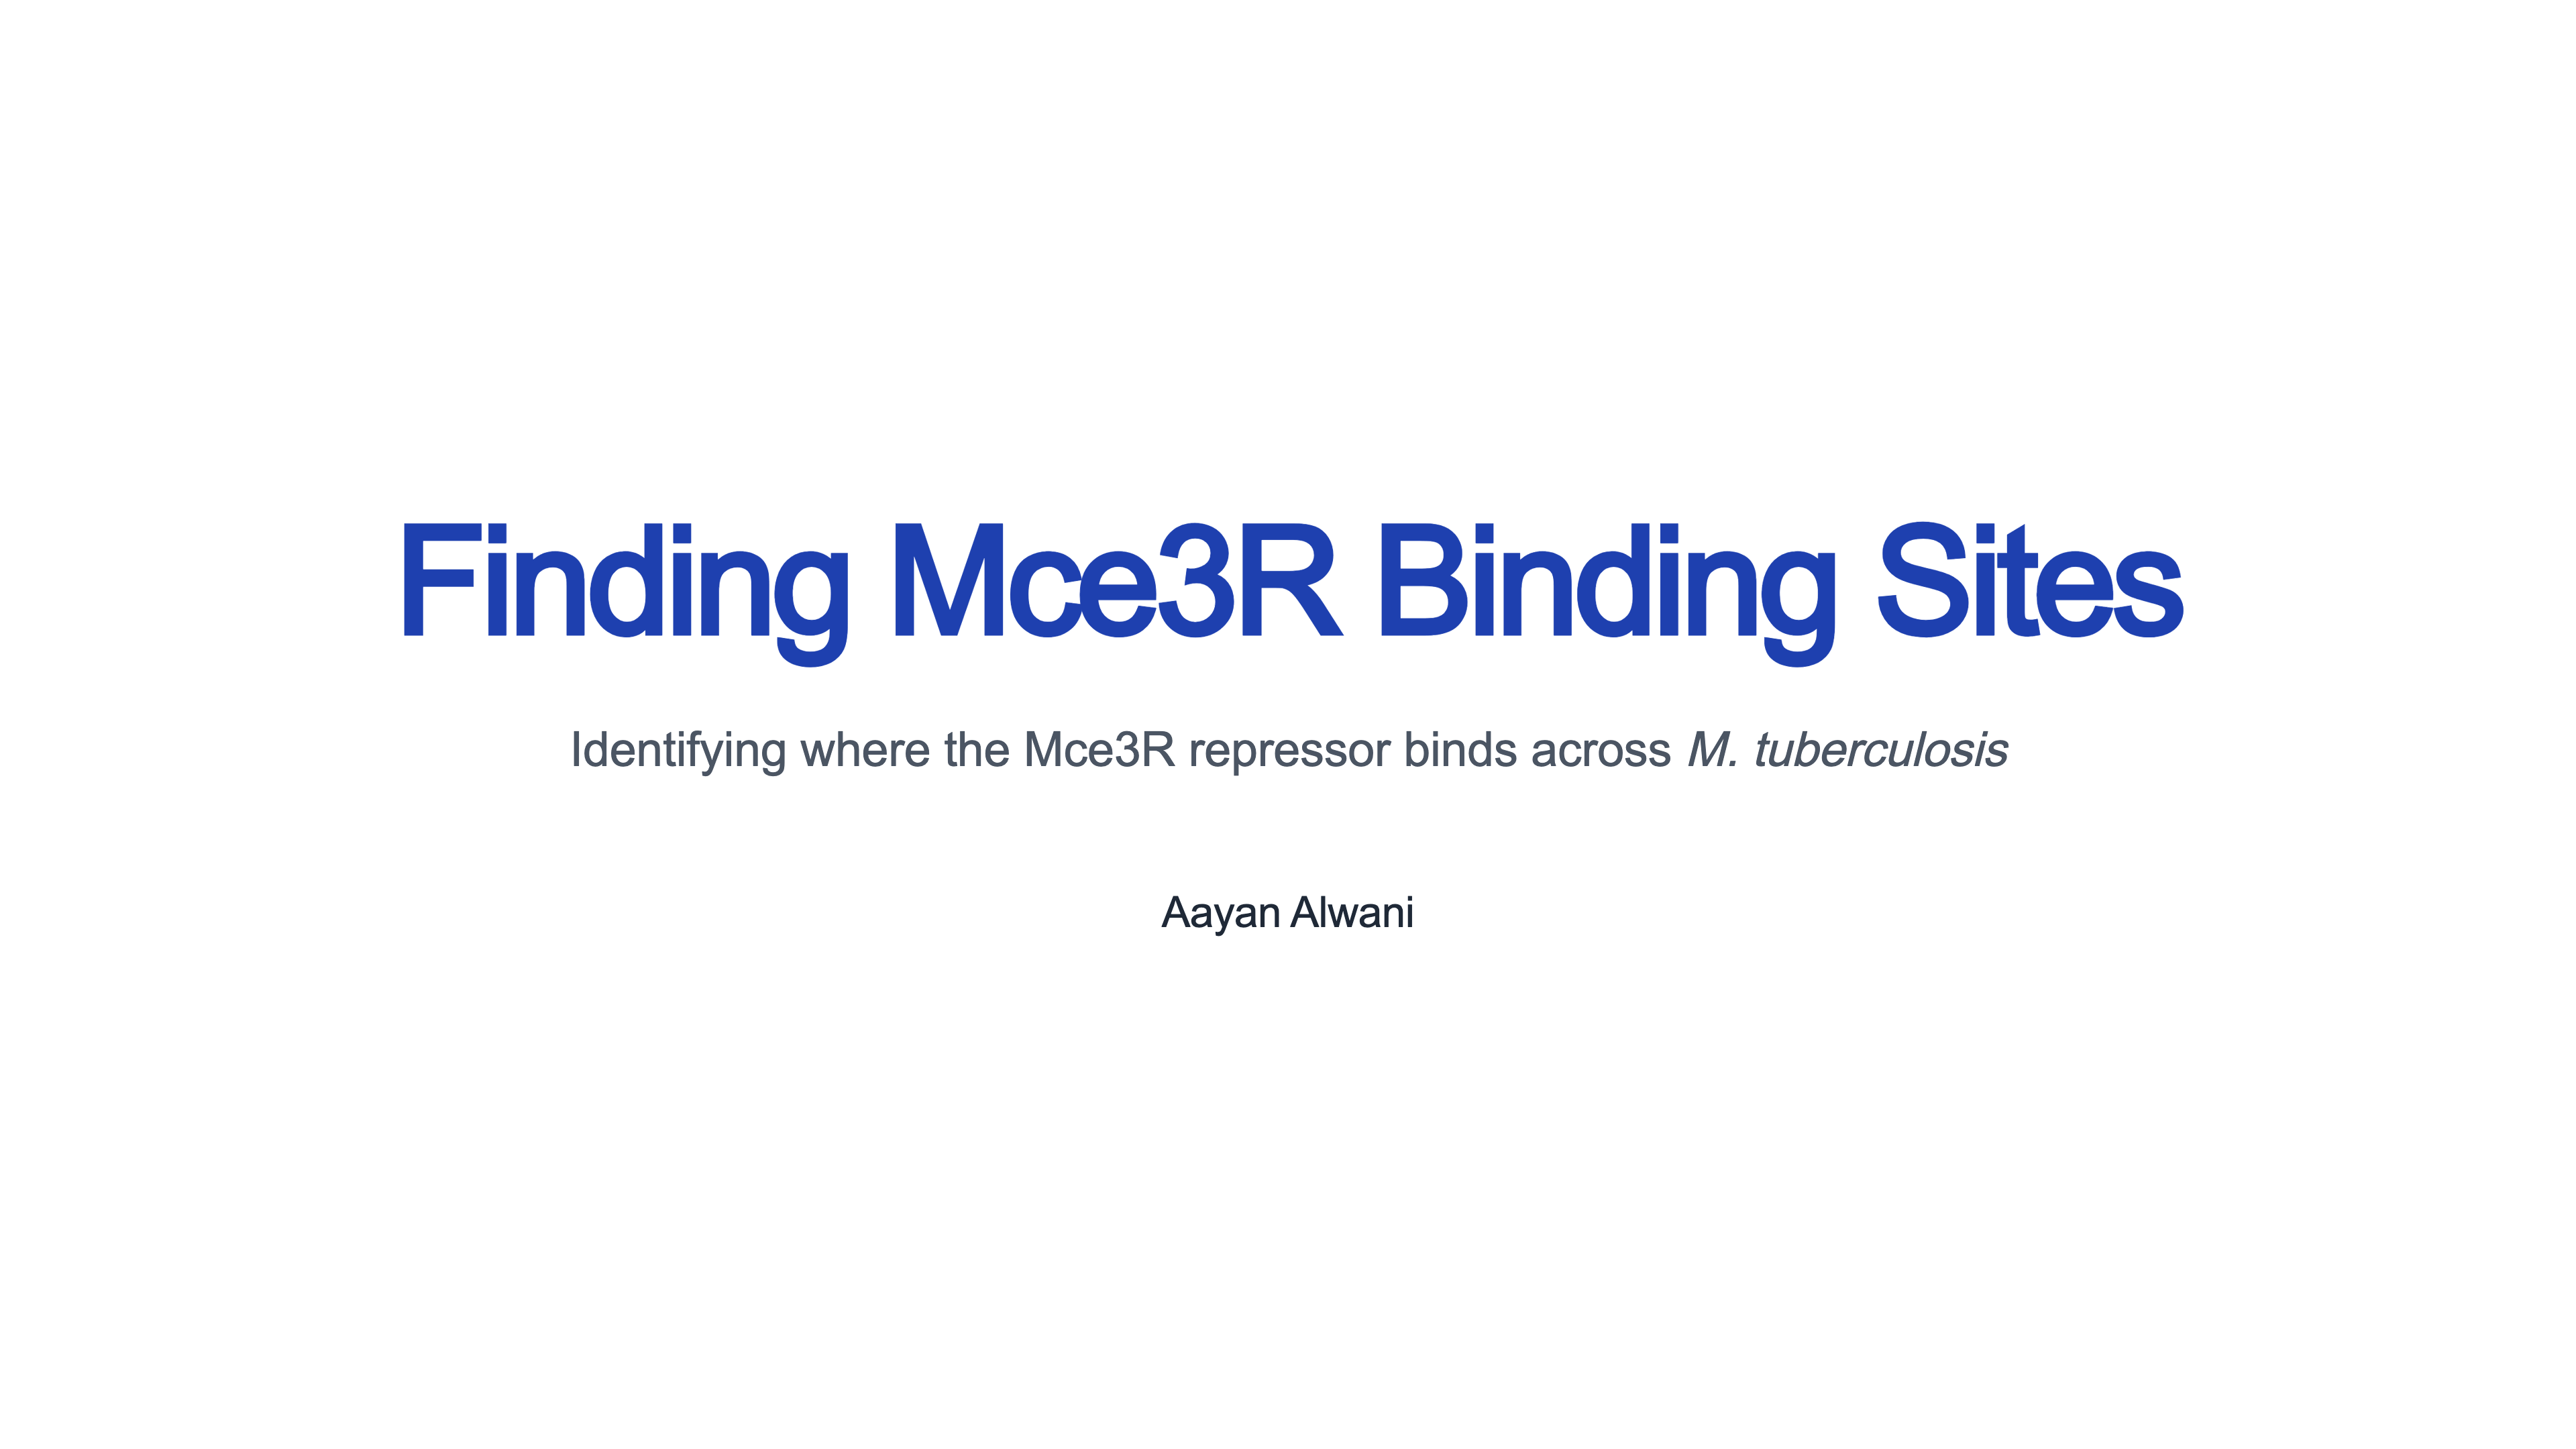 Finding Mce3R Binding Sites
Identifying where the Mce3R repressor binds across M. tuberculosis
Aayan Alwani